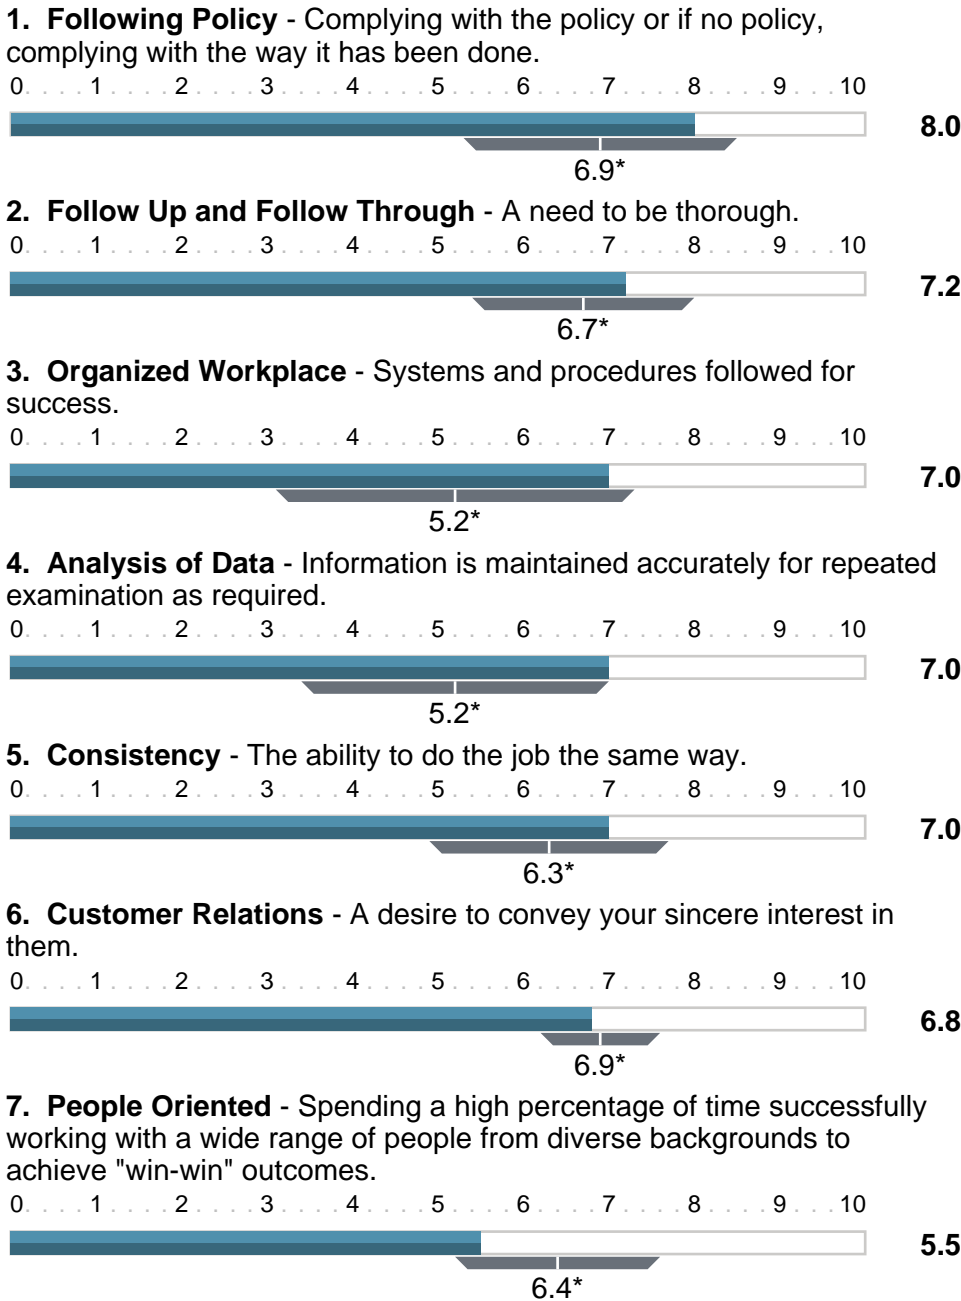 1. Following Policy - Complying with the policy or if no policy,
complying with the way it has been done.
0. . . . 1 . . . . 2 . . . . 3 . . . . 4 . . . . 5 . . . . 6 . . . . 7 . . . . 8 . . . . 9 . . . 10
8.0
6.9*
2. Follow Up and Follow Through - A need to be thorough.
0. . . . 1 . . . . 2 . . . . 3 . . . . 4 . . . . 5 . . . . 6 . . . . 7 . . . . 8 . . . . 9 . . . 10
7.2
6.7*
3. Organized Workplace - Systems and procedures followed for
success.
0. . . . 1 . . . . 2 . . . . 3 . . . . 4 . . . . 5 . . . . 6 . . . . 7 . . . . 8 . . . . 9 . . . 10
7.0
5.2*
4. Analysis of Data - Information is maintained accurately for repeated
examination as required.
0. . . . 1 . . . . 2 . . . . 3 . . . . 4 . . . . 5 . . . . 6 . . . . 7 . . . . 8 . . . . 9 . . . 10
7.0
5.2*
5. Consistency - The ability to do the job the same way.
0. . . . 1 . . . . 2 . . . . 3 . . . . 4 . . . . 5 . . . . 6 . . . . 7 . . . . 8 . . . . 9 . . . 10
7.0
6.3*
6. Customer Relations - A desire to convey your sincere interest in
them.
0. . . . 1 . . . . 2 . . . . 3 . . . . 4 . . . . 5 . . . . 6 . . . . 7 . . . . 8 . . . . 9 . . . 10
6.8
6.9*
7. People Oriented - Spending a high percentage of time successfully
working with a wide range of people from diverse backgrounds to
achieve "win-win" outcomes.
0. . . . 1 . . . . 2 . . . . 3 . . . . 4 . . . . 5 . . . . 6 . . . . 7 . . . . 8 . . . . 9 . . . 10
5.5
6.4*